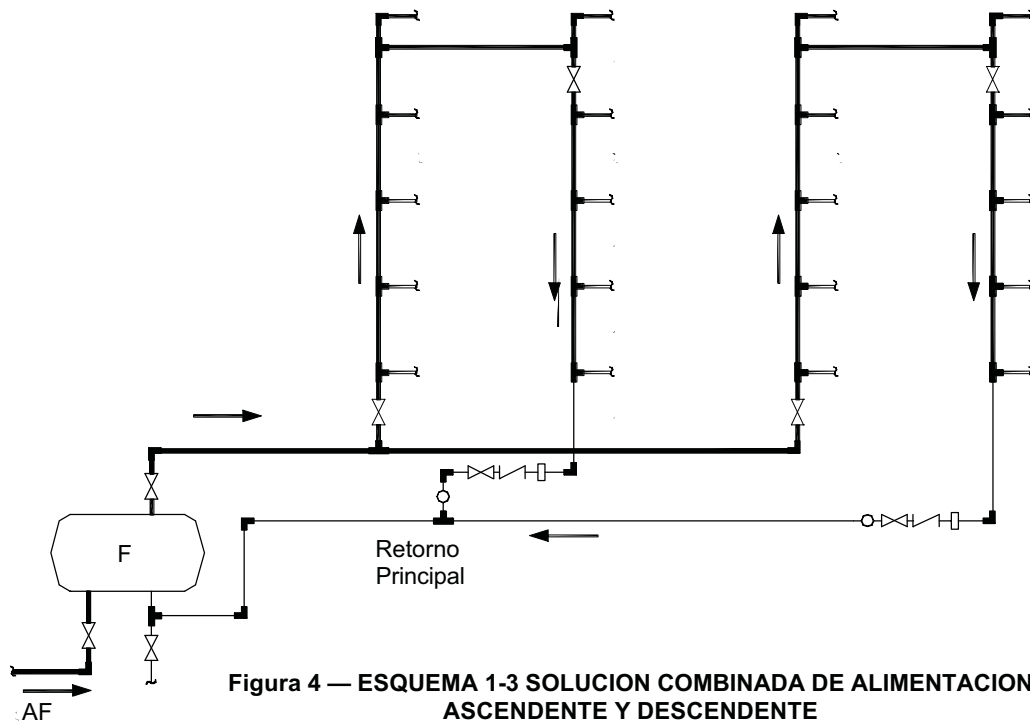 F
Retorno
Principal
AF
Figura 4 — ESQUEMA 1-3 SOLUCION COMBINADA DE ALIMENTACION
ASCENDENTE Y DESCENDENTE